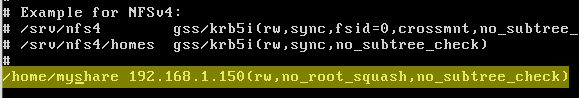 # Example for NFSv4:
# /srv/nfs4 gss/krb5i(rw,sync,fsid=0,crossmnt,no_subtree_
# /srv/nfs4/homes gss/krb5i(rw,sync,no_subtree_check)
#
/home/myshare 192.168.1.150(rw,no_root_squash,no_subtree_check)